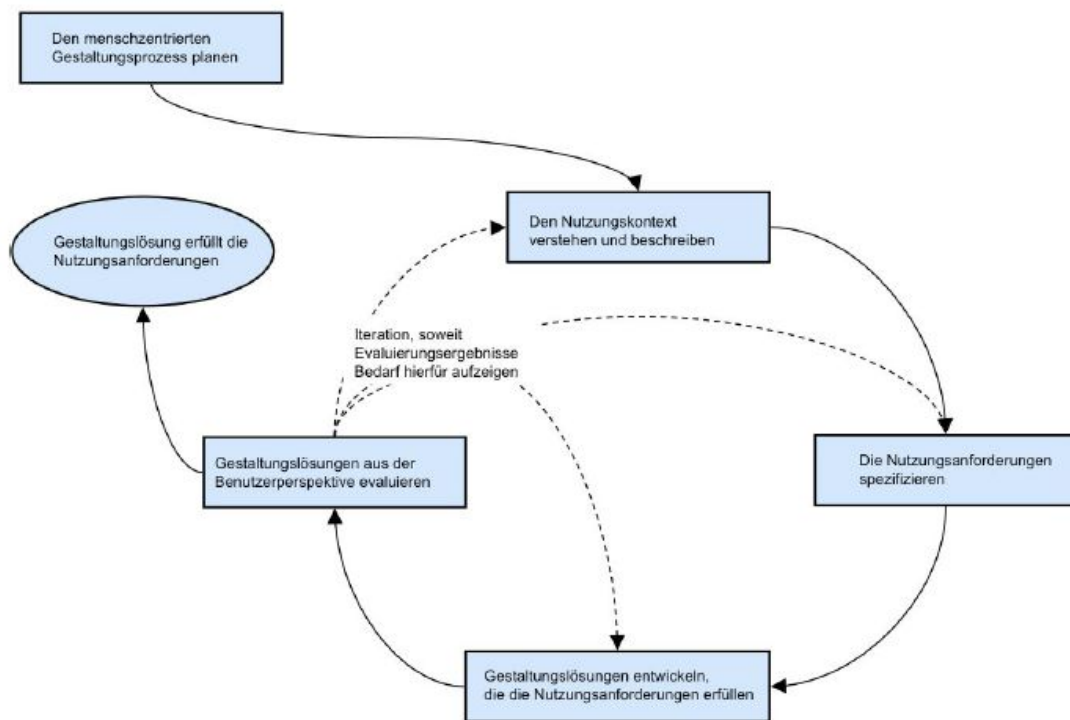 Den menschzentrierten
Gestaltungsprozess planen
Den Nutzungskontext
verstehen und beschreiben
Gestaltungslösung erfüllt die
Nutzungsanforderungen
Iteration, soweit
Evaluierungsergebnisse
Bedarf hierfür aufzeigen
Gestaltungslösungen aus der
Benutzerperspektive evaluieren
Die Nutzungsanforderungen
spezifizieren
Gestaltungslösungen entwickeln,
die die Nutzungsanforderungen erfüllen